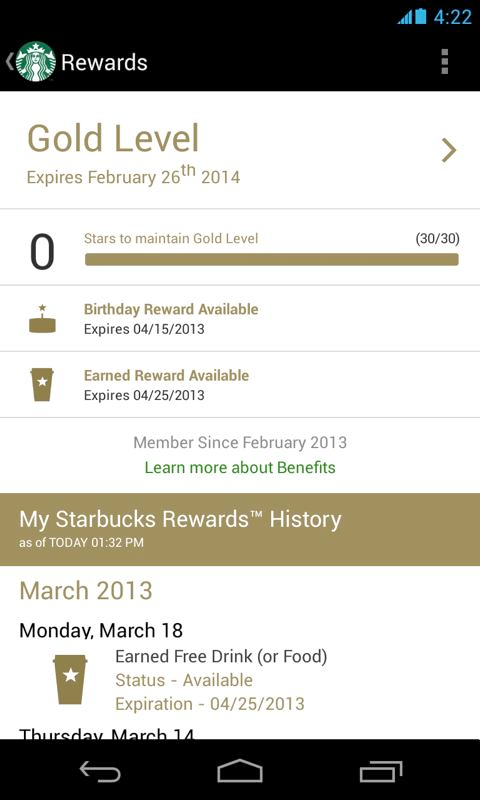 4:22
Rewards
Gold Level
Expires February 26th 2014
0
Stars to maintain Gold Level (30/30)
Birthday Reward Available
Expires 04/15/2013
Earned Reward Available
Expires 04/25/2013
Member Since February 2013
Learn more about Benefits
My Starbucks Rewards™ History
as of TODAY 01:32 PM
March 2013
Monday, March 18
Earned Free Drink (or Food)
Status - Available
Expiration - 04/25/2013
Thursday, March 14